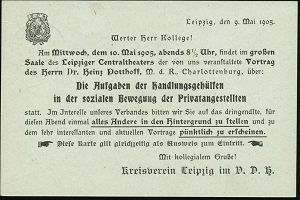 Leipzig, den 9. Mai 1905.
Werter Herr Kollege!
Am Mittwoch, dem 10. Mai 1905, abends 8½ Uhr, findet im großen
Saale des Leipziger Centraltheaters der von uns veranstaltete Vortrag
des Herrn Dr. Heinz Potthoff, M. d. R., Charlottenburg, über:
Die Aufgaben der Handlungsgehülfen
in der sozialen Bewegung der Privatangestellten
statt. Im Interesse unseres Verbandes bitten wir Sie auf das dringendste, für
diesen Abend einmal alles Andere in den Hintergrund zu stellen und zu
dem sehr interessanten und aktuellen Vortrage pünktlich zu erscheinen.
Diese Karte gilt gleichzeitig als Ausweis zum Eintritt.
Mit kollegialem Gruße!
Kreisverein Leipzig im V. D. H.